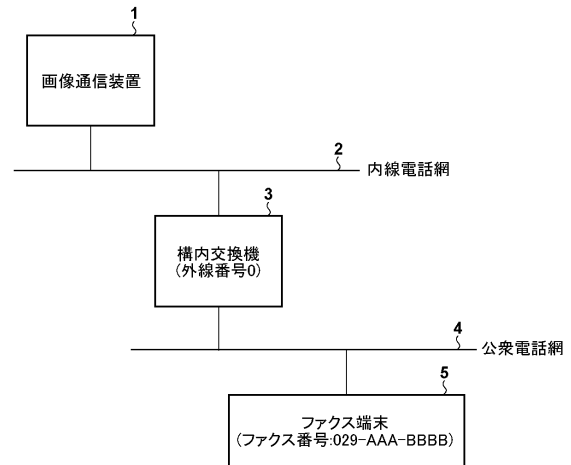 1
画像通信装置
2
内線電話網
3
構内交換機
(外線番号0)
4
公衆電話網
5
ファクス端末
(ファクス番号:029-AAA-BBBB)